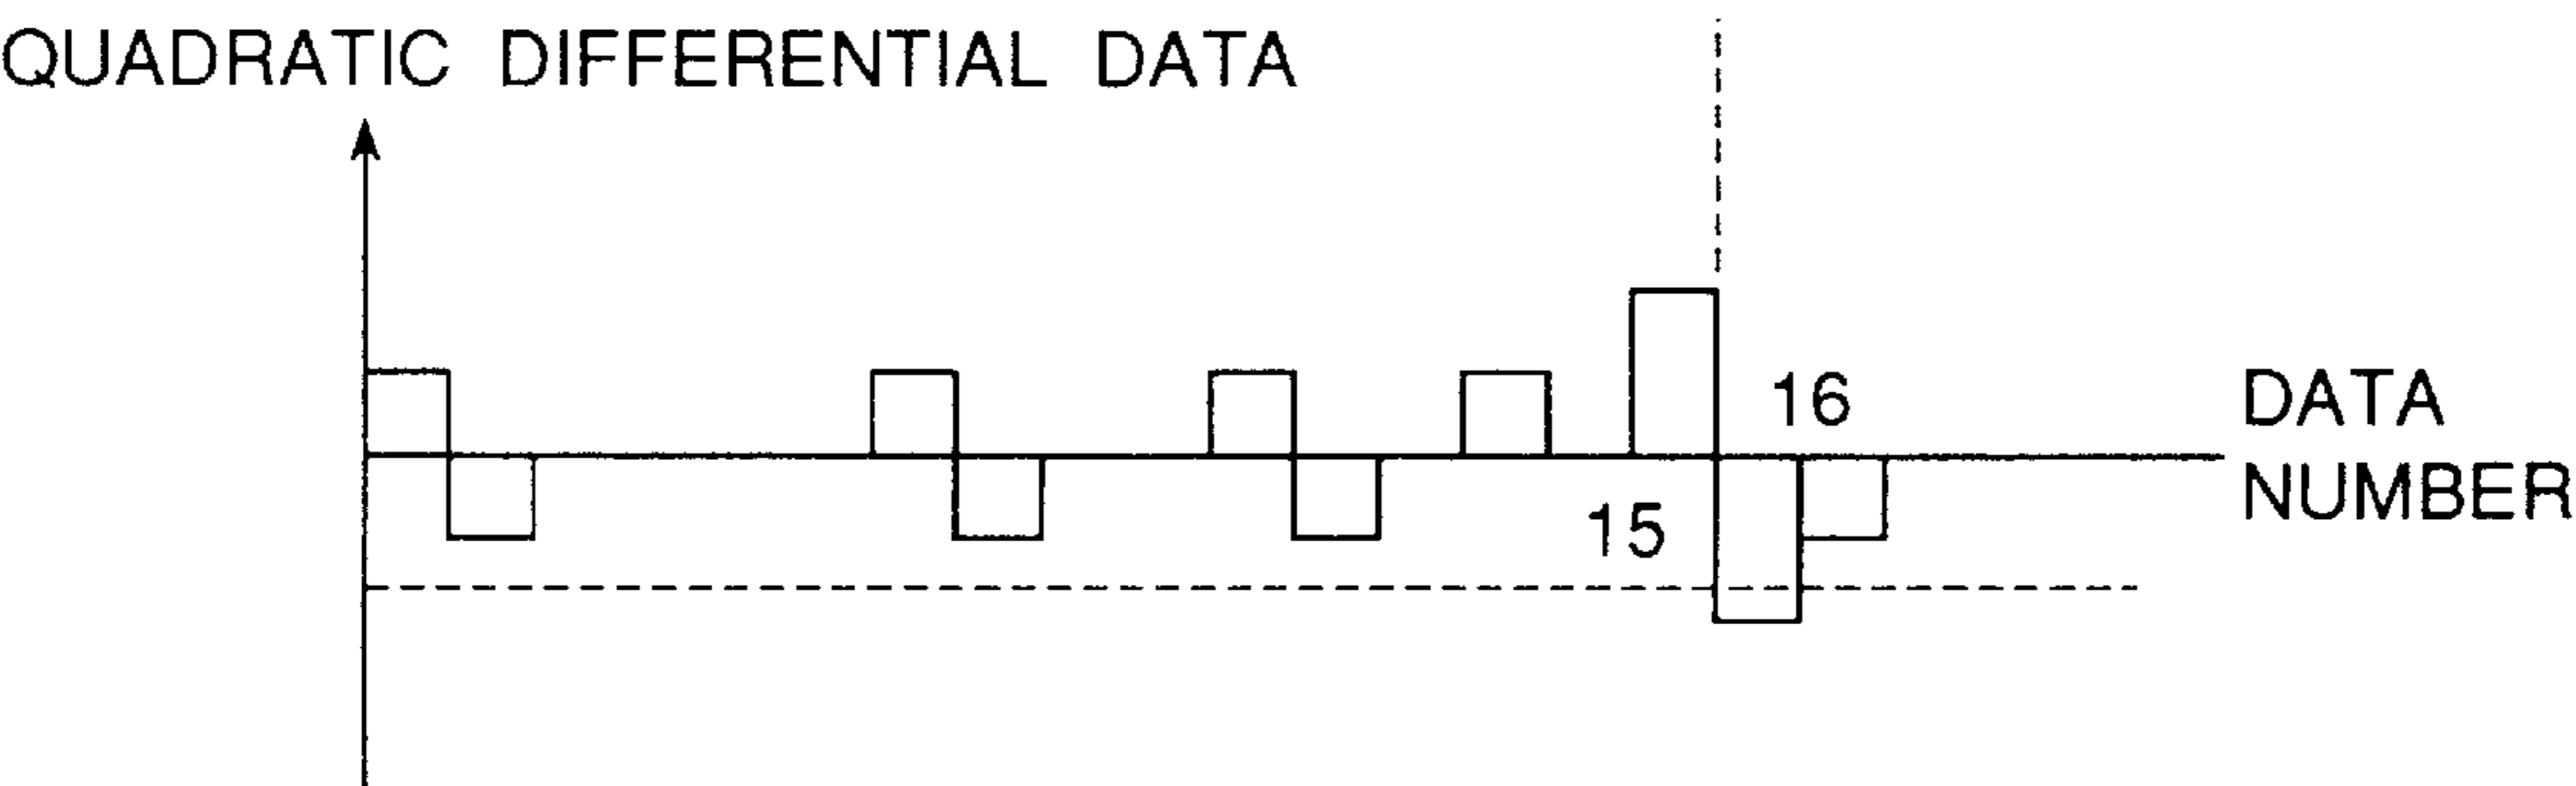 QUADRATIC DIFFERENTIAL DATA
16
15
DATA
NUMBER